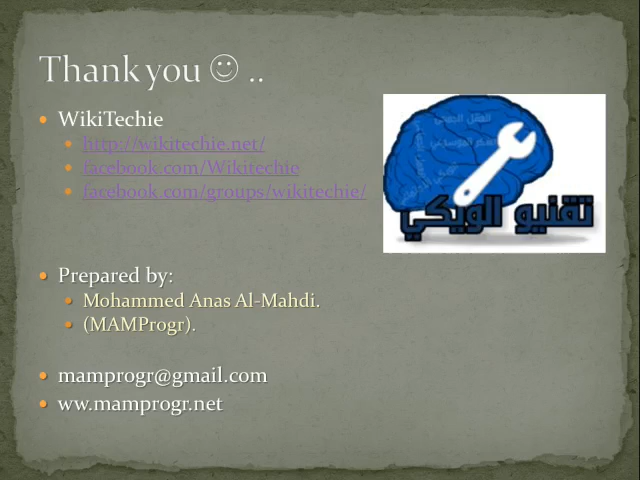 Thank you ☺ ..
WikiTechie
http://wikitechie.net/
facebook.com/Wikitechie
facebook.com/groups/wikitechie/
تقنيو الويكي
Prepared by:
Mohammed Anas Al-Mahdi.
(MAMProgr).
mamprogr@gmail.com
ww.mamprogr.net